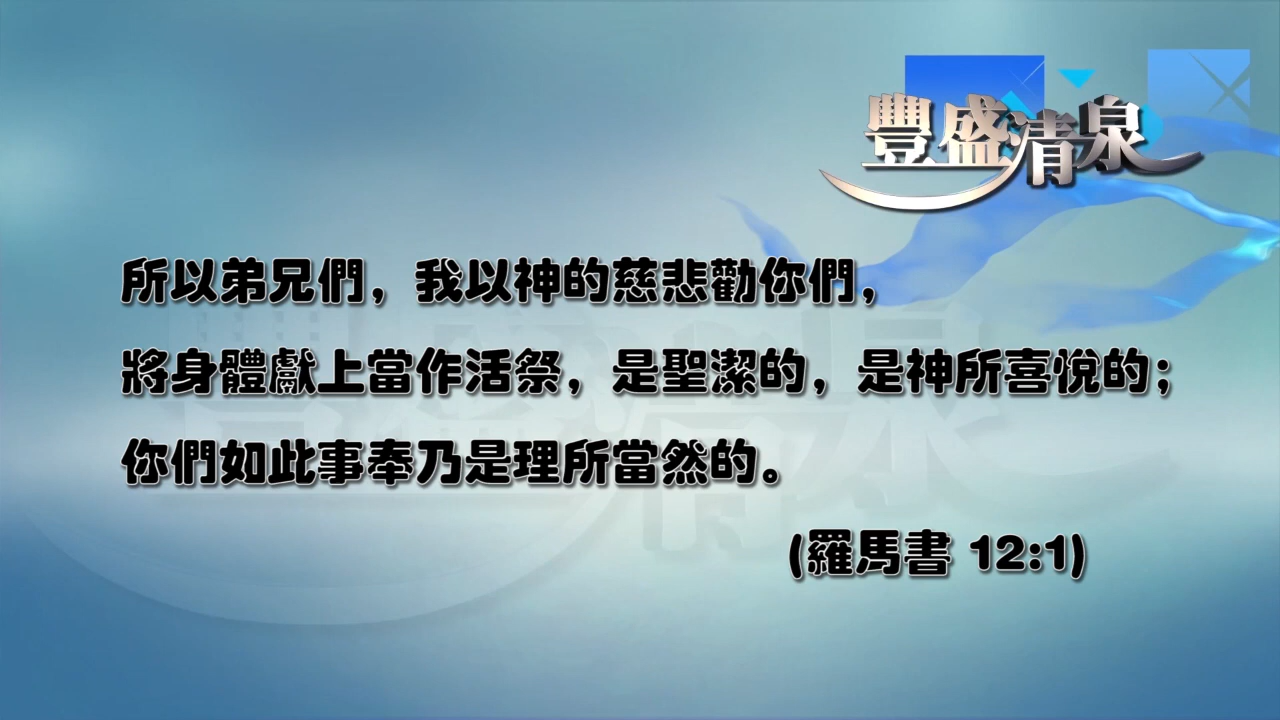 豐盛清泉
所以弟兄們，我以神的慈悲勸你們，
將身體獻上當作活祭，是聖潔的，是神所喜悅的；
你們如此事奉乃是理所當然的。
(羅馬書 12:1)